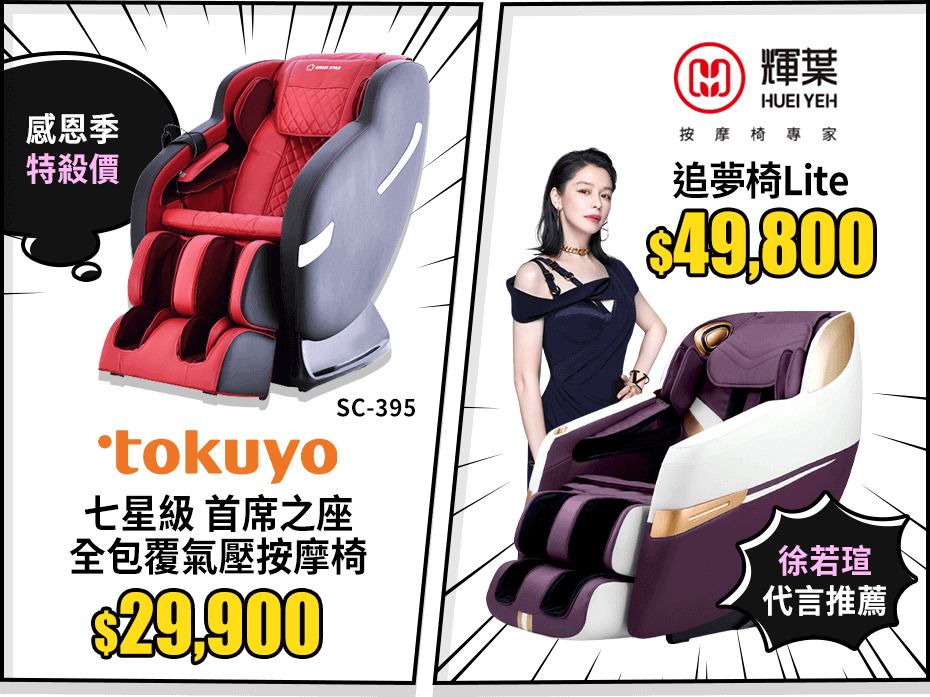 感恩季
特殺價
SC-395
tokuyo
七星級 首席之座
全包覆氣壓按摩椅
$29,900
輝葉
HUEI YEH
按摩椅專家
追夢椅Lite
$49,800
徐若瑄
代言推薦